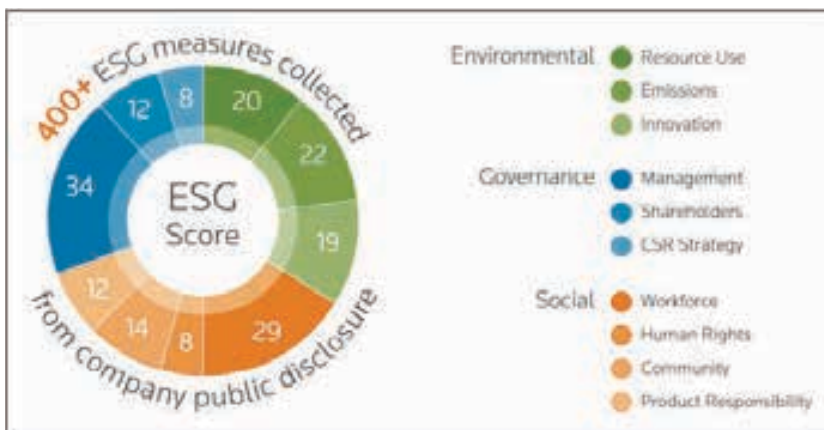 400+ ESG measures collected
from company public disclosure
ESG
Score
20
22
19
29
8
14
12
34
12
8
Environmental
Resource Use
Emissions
Innovation
Governance
Management
Shareholders
CSR Strategy
Social
Workforce
Human Rights
Community
Product Responsibility